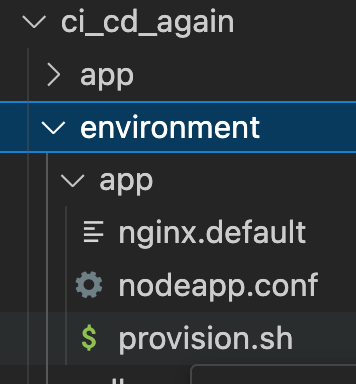 ci_cd_again
app
environment
app
nginx.default
nodeapp.conf
$ provision.sh